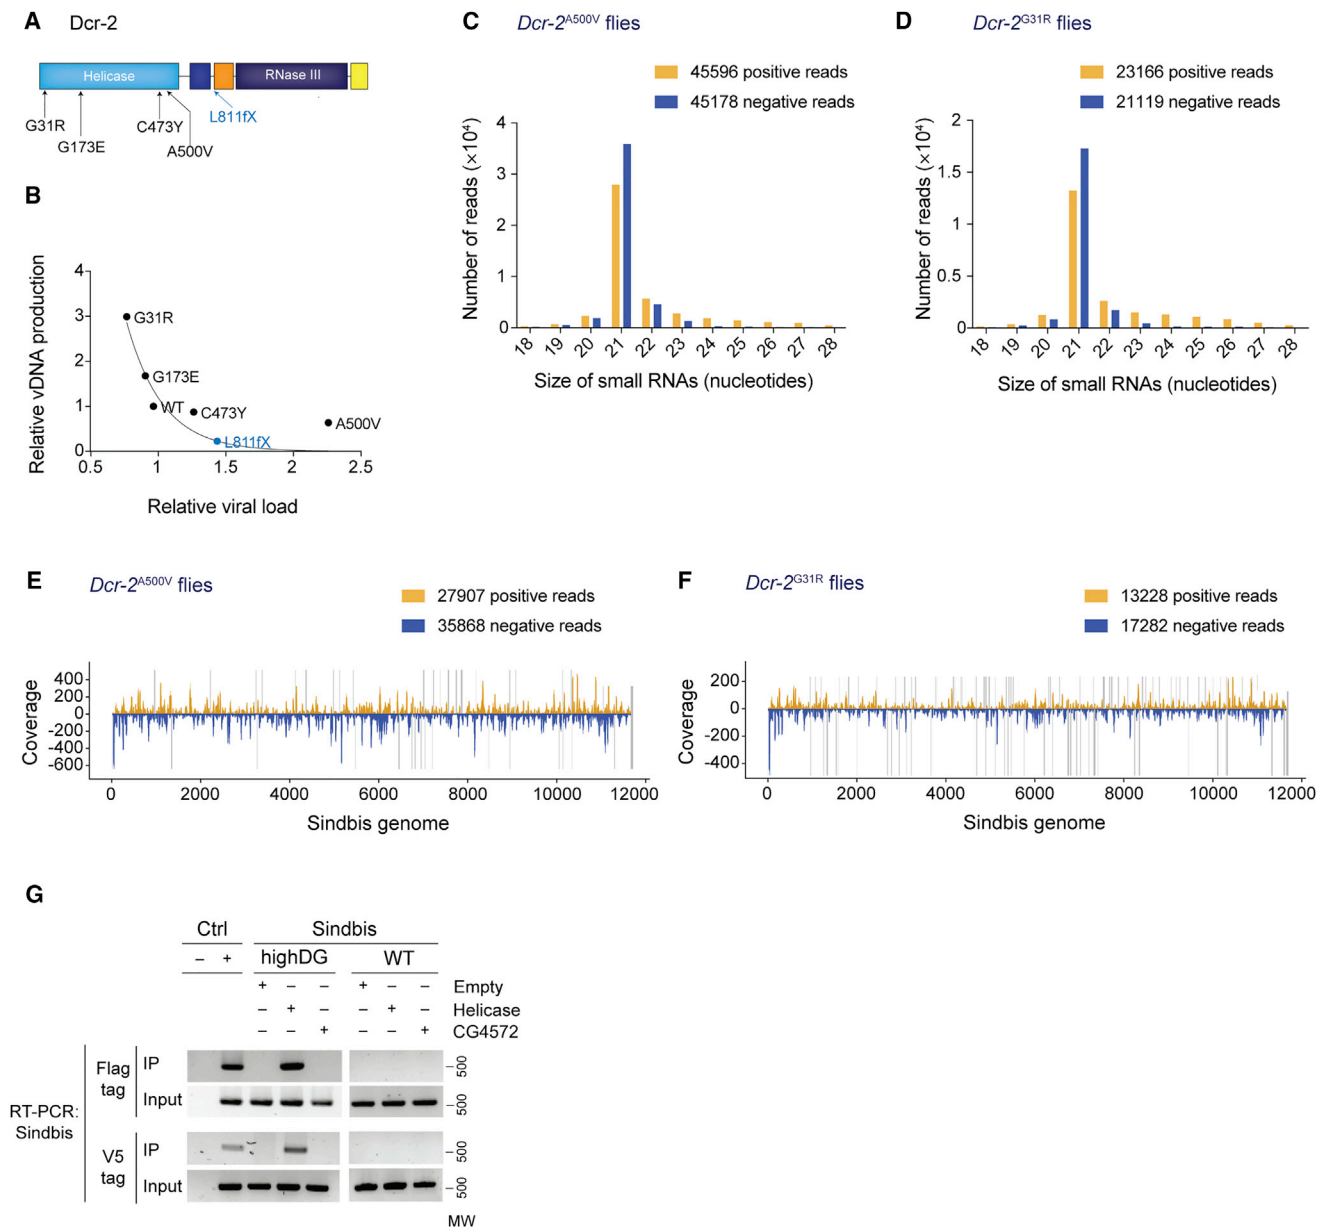 A Dcr-2
Helicase RNase III
G31R
G173E
C473Y
A500V
L811fX
B
Relative vDNA production
4
3
2
1
0
G31R
G173E
WT
C473Y
A500V
L811fX
0.5 1 1.5 2 2.5
Relative viral load
C Dcr-2A500V flies
45596 positive reads
45178 negative reads
Number of reads (×10⁴)
4
3
2
1
0
18 19 20 21 22 23 24 25 26 27 28
Size of small RNAs (nucleotides)
D Dcr-2G31R flies
23166 positive reads
21119 negative reads
Number of reads (×10⁴)
2
1.5
1
0.5
0
18 19 20 21 22 23 24 25 26 27 28
Size of small RNAs (nucleotides)
E Dcr-2A500V flies
27907 positive reads
35868 negative reads
Coverage
400
200
0
-200
-400
-600
0 2000 4000 6000 8000 10000 12000
Sindbis genome
F Dcr-2G31R flies
13228 positive reads
17282 negative reads
Coverage
200
0
-200
-400
0 2000 4000 6000 8000 10000 12000
Sindbis genome
G
Ctrl Sindbis
– + highDG WT
+ – – + – – Empty
– + – – + – Helicase
– – + – – + CG4572
RT-PCR:
Sindbis
Flag
tag
IP –500
Input –500
V5
tag
IP –500
Input –500
MW